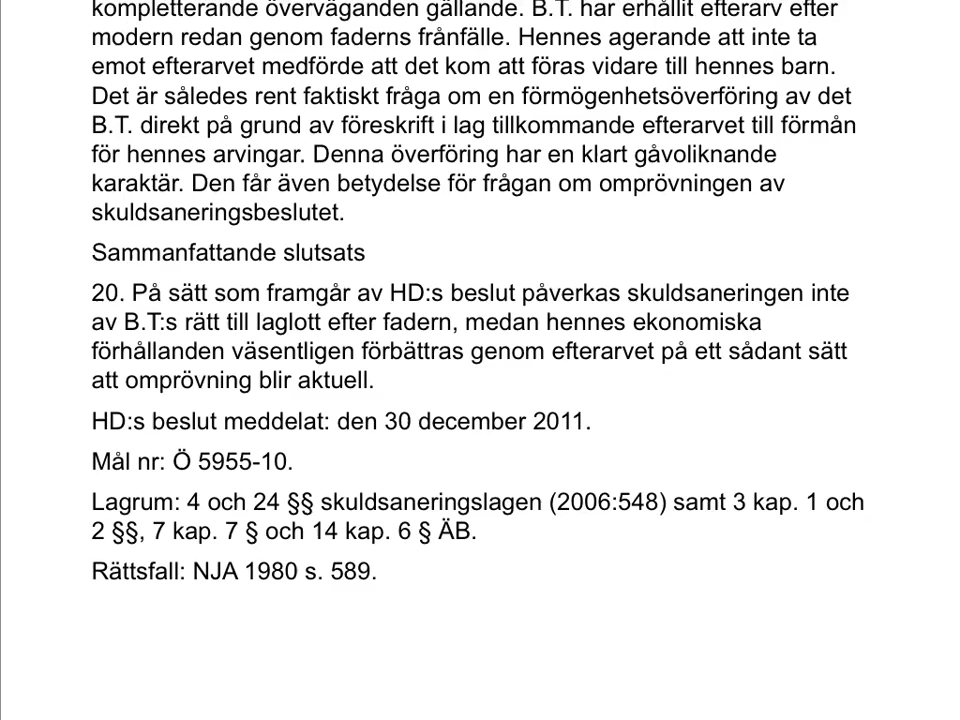 kompletterande överväganden gällande. B.T. har erhållit efterarv efter
modern redan genom faderns frånfälle. Hennes agerande att inte ta
emot efterarvet medförde att det kom att föras vidare till hennes barn.
Det är således rent faktiskt fråga om en förmögenhetsöverföring av det
B.T. direkt på grund av föreskrift i lag tillkommande efterarvet till förmån
för hennes arvingar. Denna överföring har en klart gåvoliknande
karaktär. Den får även betydelse för frågan om omprövningen av
skuldsaneringsbeslutet.
Sammanfattande slutsats
20. På sätt som framgår av HD:s beslut påverkas skuldsaneringen inte
av B.T:s rätt till laglott efter fadern, medan hennes ekonomiska
förhållanden väsentligen förbättras genom efterarvet på ett sådant sätt
att omprövning blir aktuell.
HD:s beslut meddelat: den 30 december 2011.
Mål nr: Ö 5955-10.
Lagrum: 4 och 24 §§ skuldsaneringslagen (2006:548) samt 3 kap. 1 och
2 §§, 7 kap. 7 § och 14 kap. 6 § ÄB.
Rättsfall: NJA 1980 s. 589.